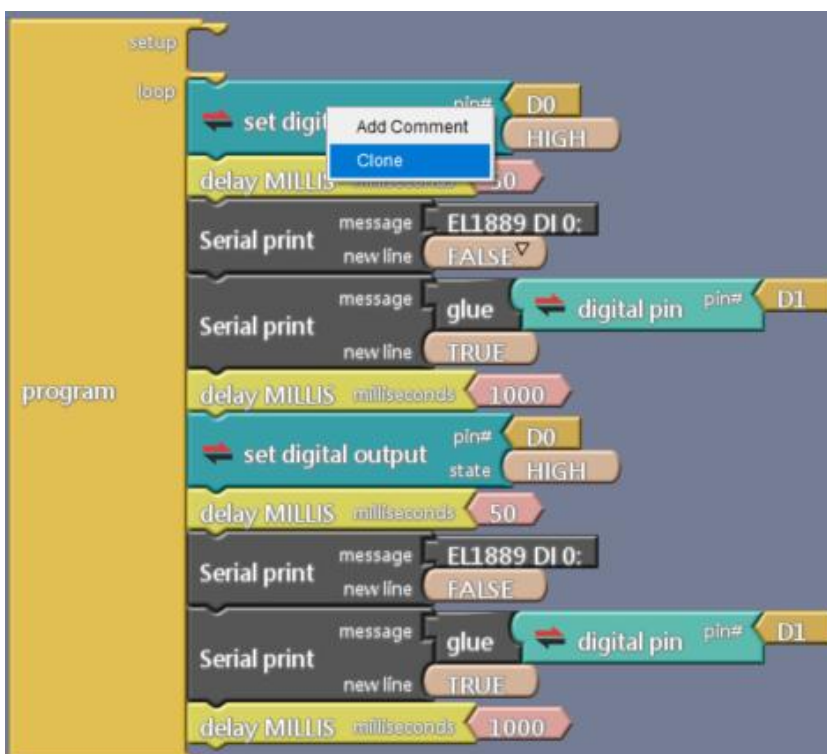 setup
loop
set digit pin# D0
HIGH
Add Comment
Clone
delay MILLIS milliseconds 50
Serial print message EL1889 DI 0:
new line FALSE
Serial print message glue digital pin pin# D1
new line TRUE
program
delay MILLIS milliseconds 1000
set digital output pin# D0
state HIGH
delay MILLIS milliseconds 50
Serial print message EL1889 DI 0:
new line FALSE
Serial print message glue digital pin pin# D1
new line TRUE
delay MILLIS milliseconds 1000